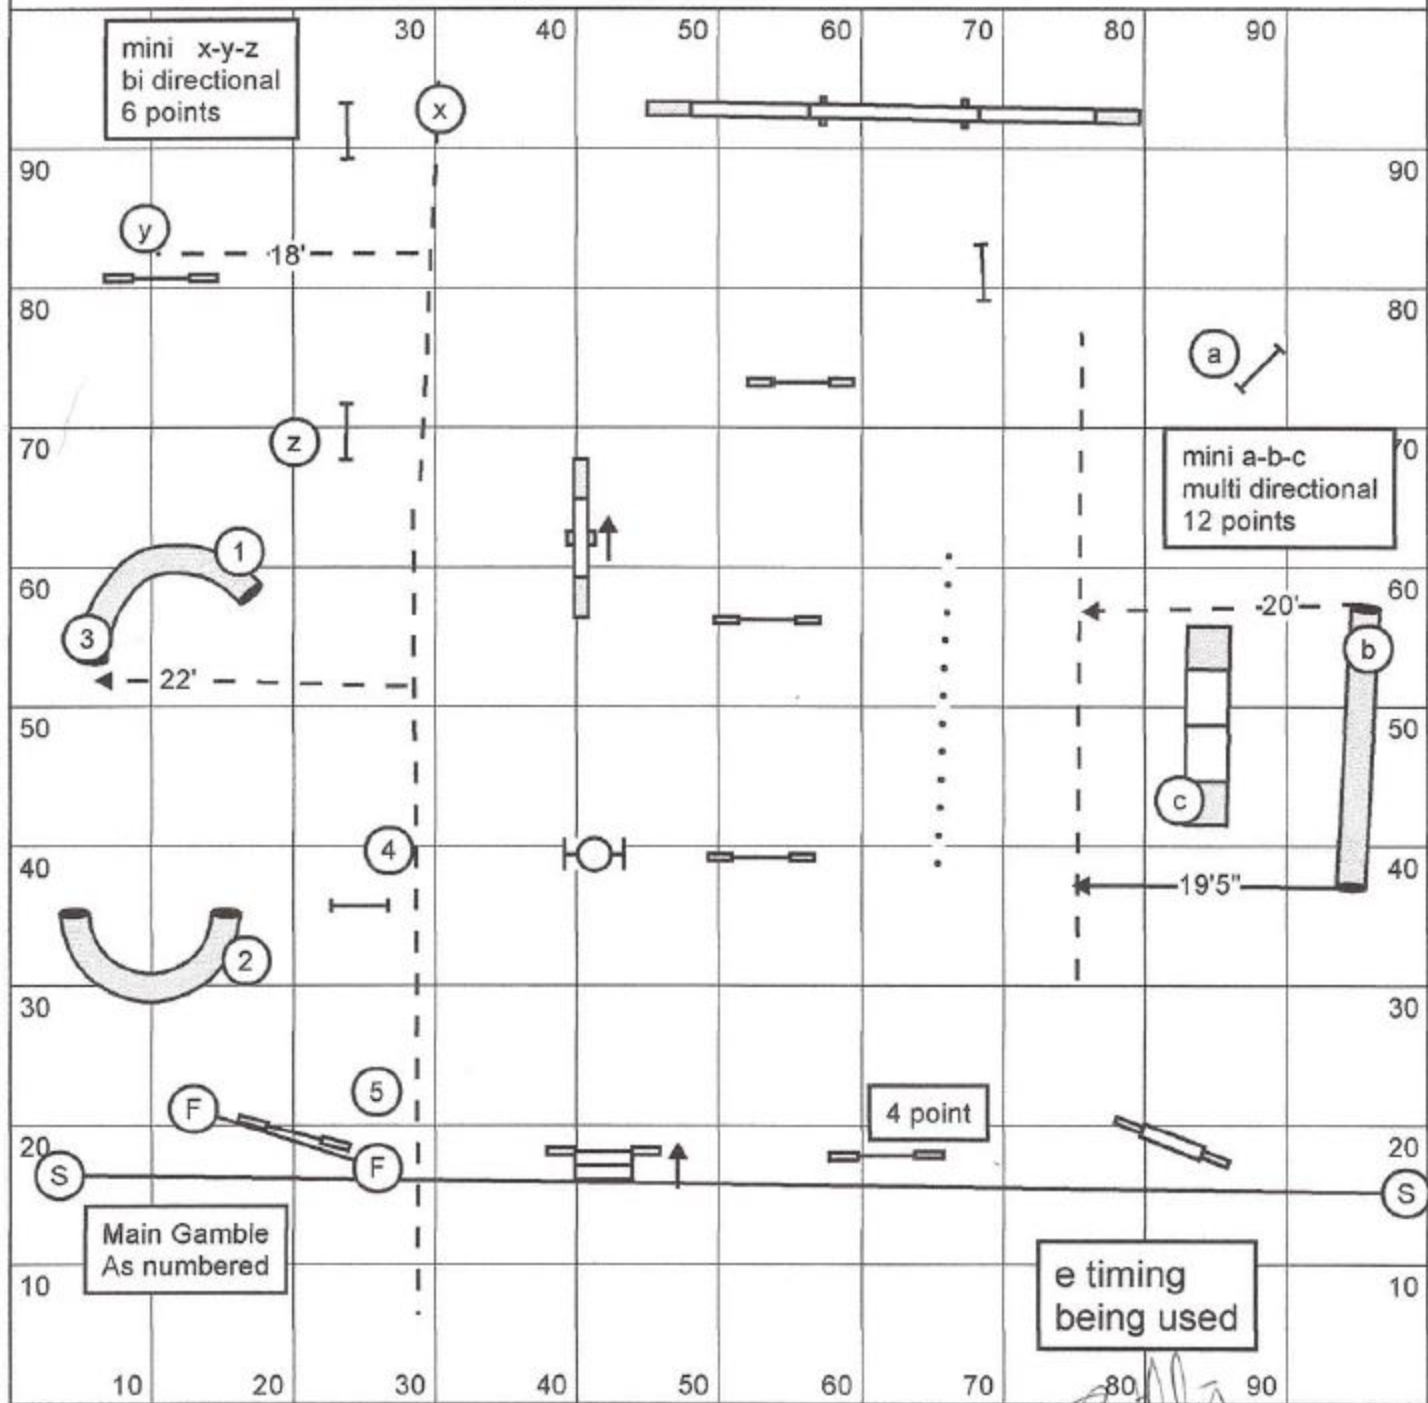 30 40 50 60 70 80 90
mini x-y-z
bi directional
6 points
x
90 90
y
18'
80 80
a
z
70 70
mini a-b-c
multi directional
12 points
1
60 60
20'
3
b
22'
50 50
c
4
40 40
19'5"
2
30 30
5
F
4 point
20 20
S
F
S
Main Gamble
As numbered
e timing
being used
10 10
10 20 30 40 50 60 70 80 90